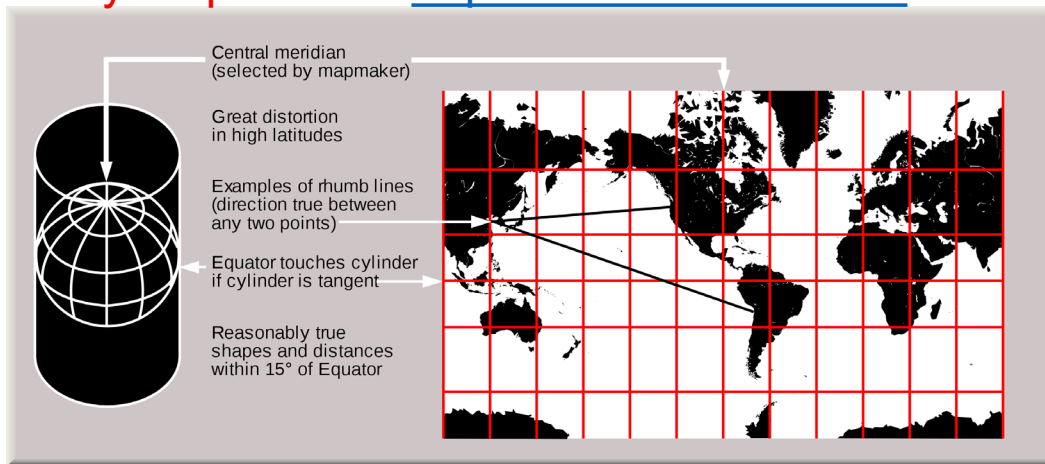 Central meridian
(selected by mapmaker)
Great distortion
in high latitudes
Examples of rhumb lines
(direction true between
any two points)
Equator touches cylinder
if cylinder is tangent
Reasonably true
shapes and distances
within 15° of Equator